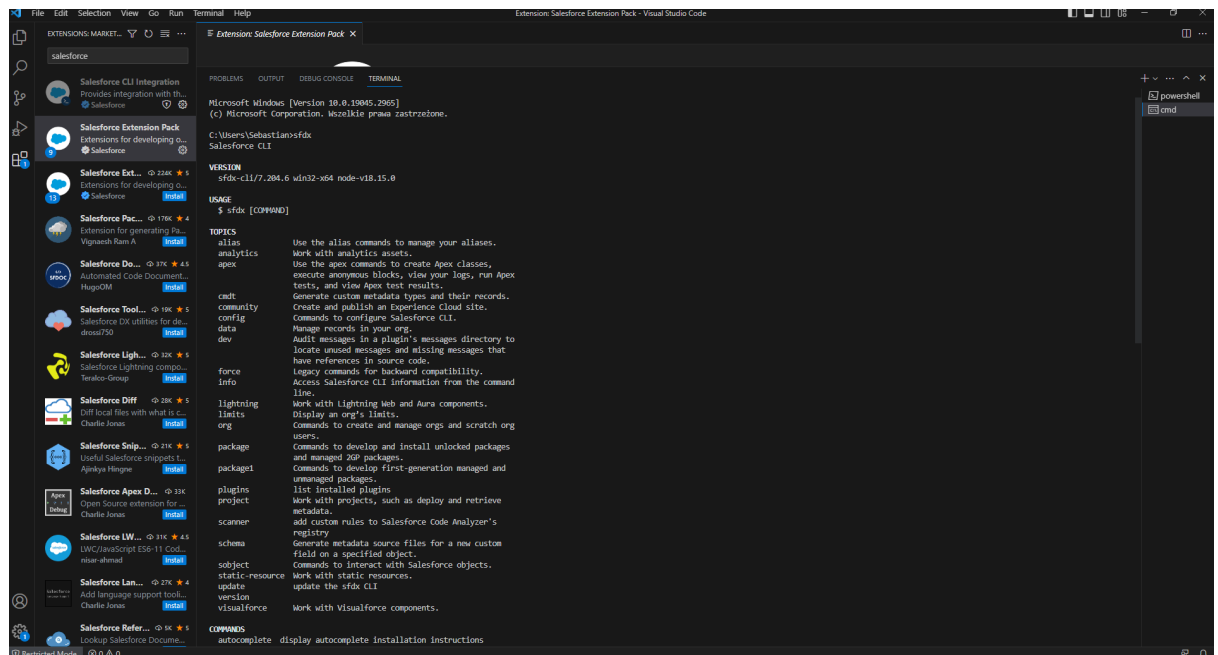 File Edit Selection View Go Run Terminal Help
Extension: Salesforce Extension Pack - Visual Studio Code
EXTENSIONS: MARKET...
salesforce
Salesforce CLI Integration
Provides integration with th...
Salesforce
Salesforce Extension Pack
Extensions for developing o...
Salesforce
9
Salesforce Ext... 224K ★ 5
Extensions for developing o...
Salesforce Install
13
Salesforce Pac... 176K ★ 4
Extension for generating Pa...
Vignaesh Ram A Install
Salesforce Do... 37K ★ 4.5
Automated Code Document...
HugoOM Install
SFDOC
Salesforce Tool... 19K ★ 5
Salesforce DX utilities for de...
drossi750 Install
Salesforce Ligh... 32K ★ 5
Salesforce Lightning compo...
Teralco-Group Install
Salesforce Diff 28K ★ 5
Diff local files with what is c...
Charlie Jonas Install
Salesforce Snip... 21K ★ 5
Useful Salesforce snippets t...
Ajinkya Hingne Install
Salesforce Apex D... 33K
Open Source extension for ...
Charlie Jonas Install
Apex
Debug
Salesforce LW... 31K ★ 4.5
LWC/JavaScript ES6-11 Cod...
nisar-ahmad Install
Salesforce Lan... 27K ★ 4
Add language support tooli...
Charlie Jonas Install
Salesforce Refer... 5K ★ 5
Lookup Salesforce Docume...
Restricted Mode 0 0
1
1
Extension: Salesforce Extension Pack
PROBLEMS OUTPUT DEBUG CONSOLE TERMINAL
Microsoft Windows [Version 10.0.19045.2965]
(c) Microsoft Corporation. Wszelkie prawa zastrzeżone.
C:\Users\Sebastian>sfdx
Salesforce CLI
VERSION
sfdx-cli/7.204.6 win32-x64 node-v18.15.0
USAGE
$ sfdx [COMMAND]
TOPICS
alias Use the alias commands to manage your aliases.
analytics Work with analytics assets.
apex Use the apex commands to create Apex classes,
execute anonymous blocks, view your logs, run Apex
tests, and view Apex test results.
cmdt Generate custom metadata types and their records.
community Create and publish an Experience Cloud site.
config Commands to configure Salesforce CLI.
data Manage records in your org.
dev Audit messages in a plugin's messages directory to
locate unused messages and missing messages that
have references in source code.
force Legacy commands for backward compatibility.
info Access Salesforce CLI information from the command
line.
lightning Work with Lightning Web and Aura components.
limits Display an org's limits.
org Commands to create and manage orgs and scratch org
users.
package Commands to develop and install unlocked packages
and managed 2GP packages.
package1 Commands to develop first-generation managed and
unmanaged packages.
plugins list installed plugins
project Work with projects, such as deploy and retrieve
metadata.
scanner add custom rules to Salesforce Code Analyzer's
registry
schema Generate metadata source files for a new custom
field on a specified object.
sobject Commands to interact with Salesforce objects.
static-resource Work with static resources.
update update the sfdx CLI
version
visualforce Work with Visualforce components.
COMMANDS
autocomplete display autocomplete installation instructions
powershell
cmd